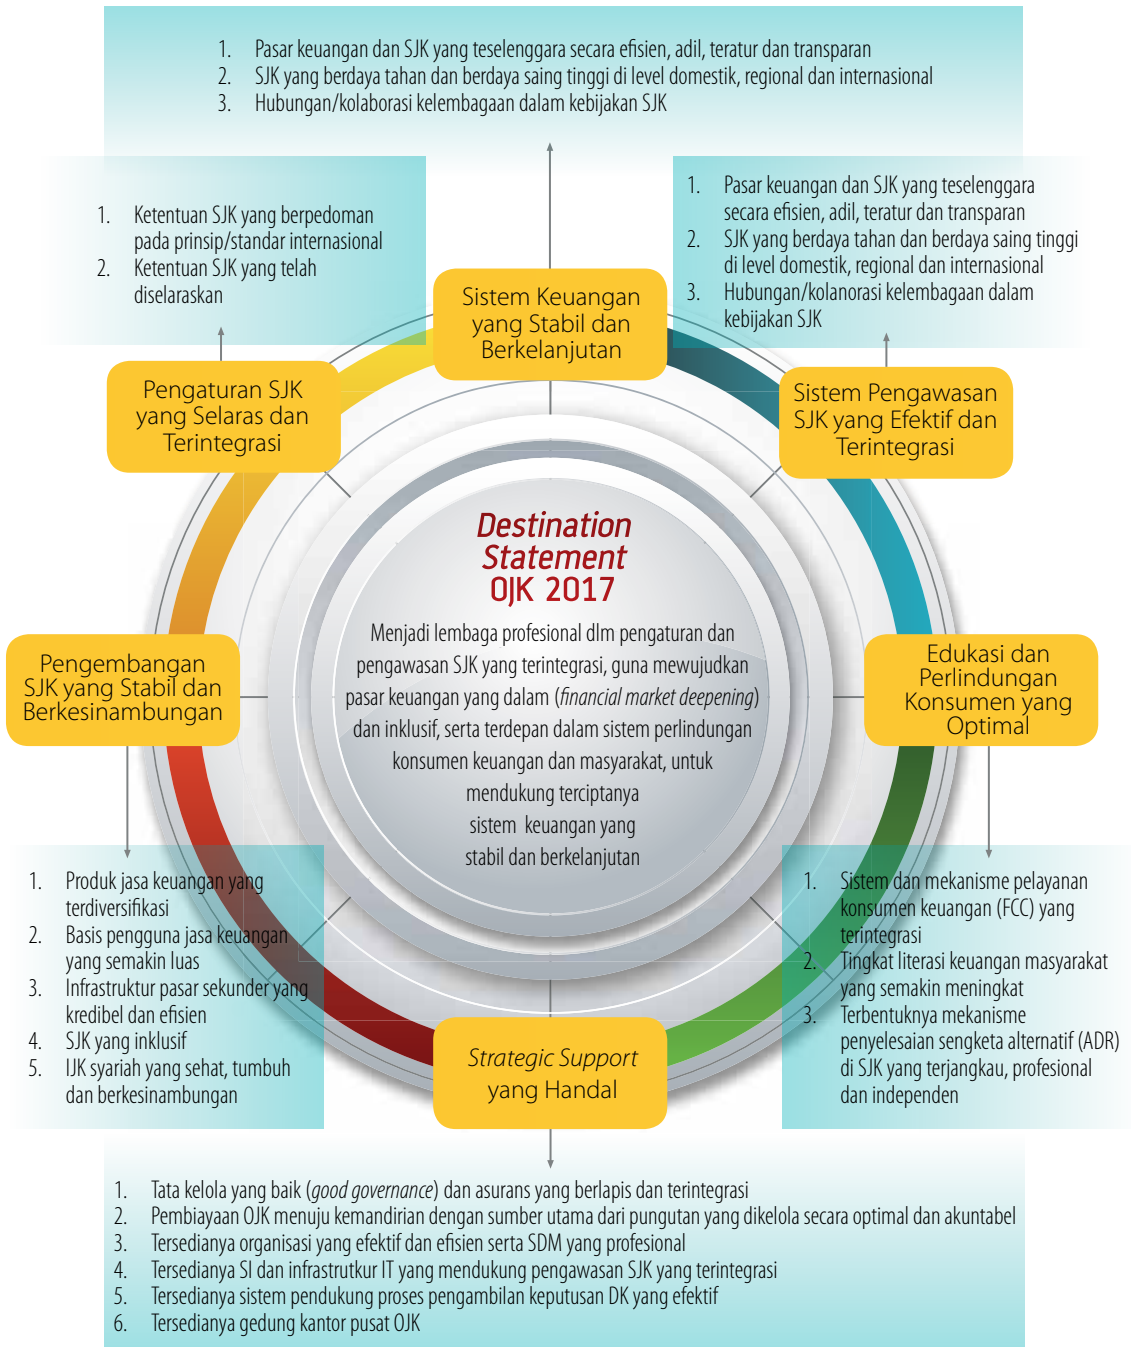 1. Pasar keuangan dan SJK yang teselenggara secara efisien, adil, teratur dan transparan
2. SJK yang berdaya tahan dan berdaya saing tinggi di level domestik, regional dan internasional
3. Hubungan/kolaborasi kelembagaan dalam kebijakan SJK
1. Ketentuan SJK yang berpedoman
pada prinsip/standar internasional
2. Ketentuan SJK yang telah
diselaraskan
1. Pasar keuangan dan SJK yang teselenggara
secara efisien, adil, teratur dan transparan
2. SJK yang berdaya tahan dan berdaya saing tinggi
di level domestik, regional dan internasional
3. Hubungan/kolanorasi kelembagaan dalam
kebijakan SJK
Sistem Keuangan
yang Stabil dan
Berkelanjutan
Pengaturan SJK
yang Selaras dan
Terintegrasi
Sistem Pengawasan
SJK yang Efektif dan
Terintegrasi
Destination
Statement
OJK 2017
Menjadi lembaga profesional dlm pengaturan dan
pengawasan SJK yang terintegrasi, guna mewujudkan
pasar keuangan yang dalam (financial market deepening)
dan inklusif, serta terdepan dalam sistem perlindungan
konsumen keuangan dan masyarakat, untuk
mendukung terciptanya
sistem keuangan yang
stabil dan berkelanjutan
Pengembangan
SJK yang Stabil dan
Berkesinambungan
Edukasi dan
Perlindungan
Konsumen yang
Optimal
1. Produk jasa keuangan yang
terdiversifikasi
2. Basis pengguna jasa keuangan
yang semakin luas
3. Infrastruktur pasar sekunder yang
kredibel dan efisien
4. SJK yang inklusif
5. IJK syariah yang sehat, tumbuh
dan berkesinambungan
1. Sistem dan mekanisme pelayanan
konsumen keuangan (FCC) yang
terintegrasi
2. Tingkat literasi keuangan masyarakat
yang semakin meningkat
3. Terbentuknya mekanisme
penyelesaian sengketa alternatif (ADR)
di SJK yang terjangkau, profesional
dan independen
Strategic Support
yang Handal
1. Tata kelola yang baik (good governance) dan asurans yang berlapis dan terintegrasi
2. Pembiayaan OJK menuju kemandirian dengan sumber utama dari pungutan yang dikelola secara optimal dan akuntabel
3. Tersedianya organisasi yang efektif dan efisien serta SDM yang profesional
4. Tersedianya SI dan infrastrutkur IT yang mendukung pengawasan SJK yang terintegrasi
5. Tersedianya sistem pendukung proses pengambilan keputusan DK yang efektif
6. Tersedianya gedung kantor pusat OJK